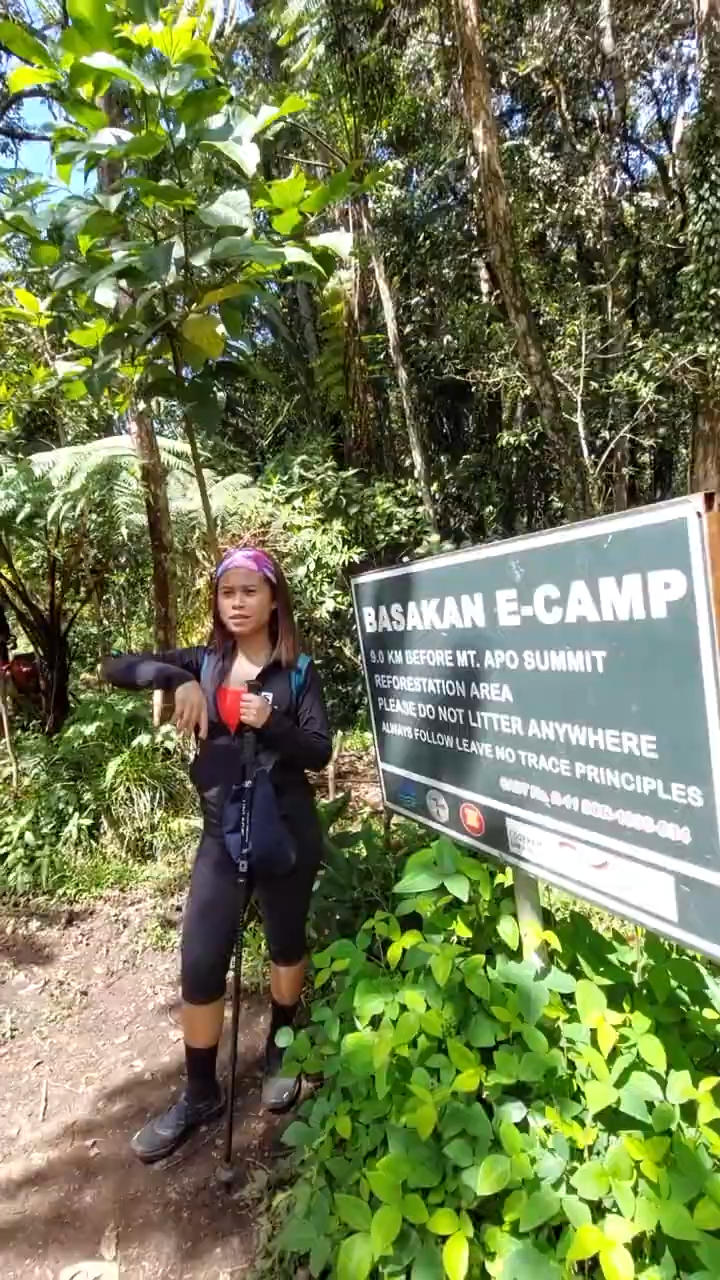 BASAKAN E-CAMP
9.0 KM BEFORE MT. APO SUMMIT
REFORESTATION AREA
PLEASE DO NOT LITTER ANYWHERE
ALWAYS FOLLOW LEAVE NO TRACE PRINCIPLES